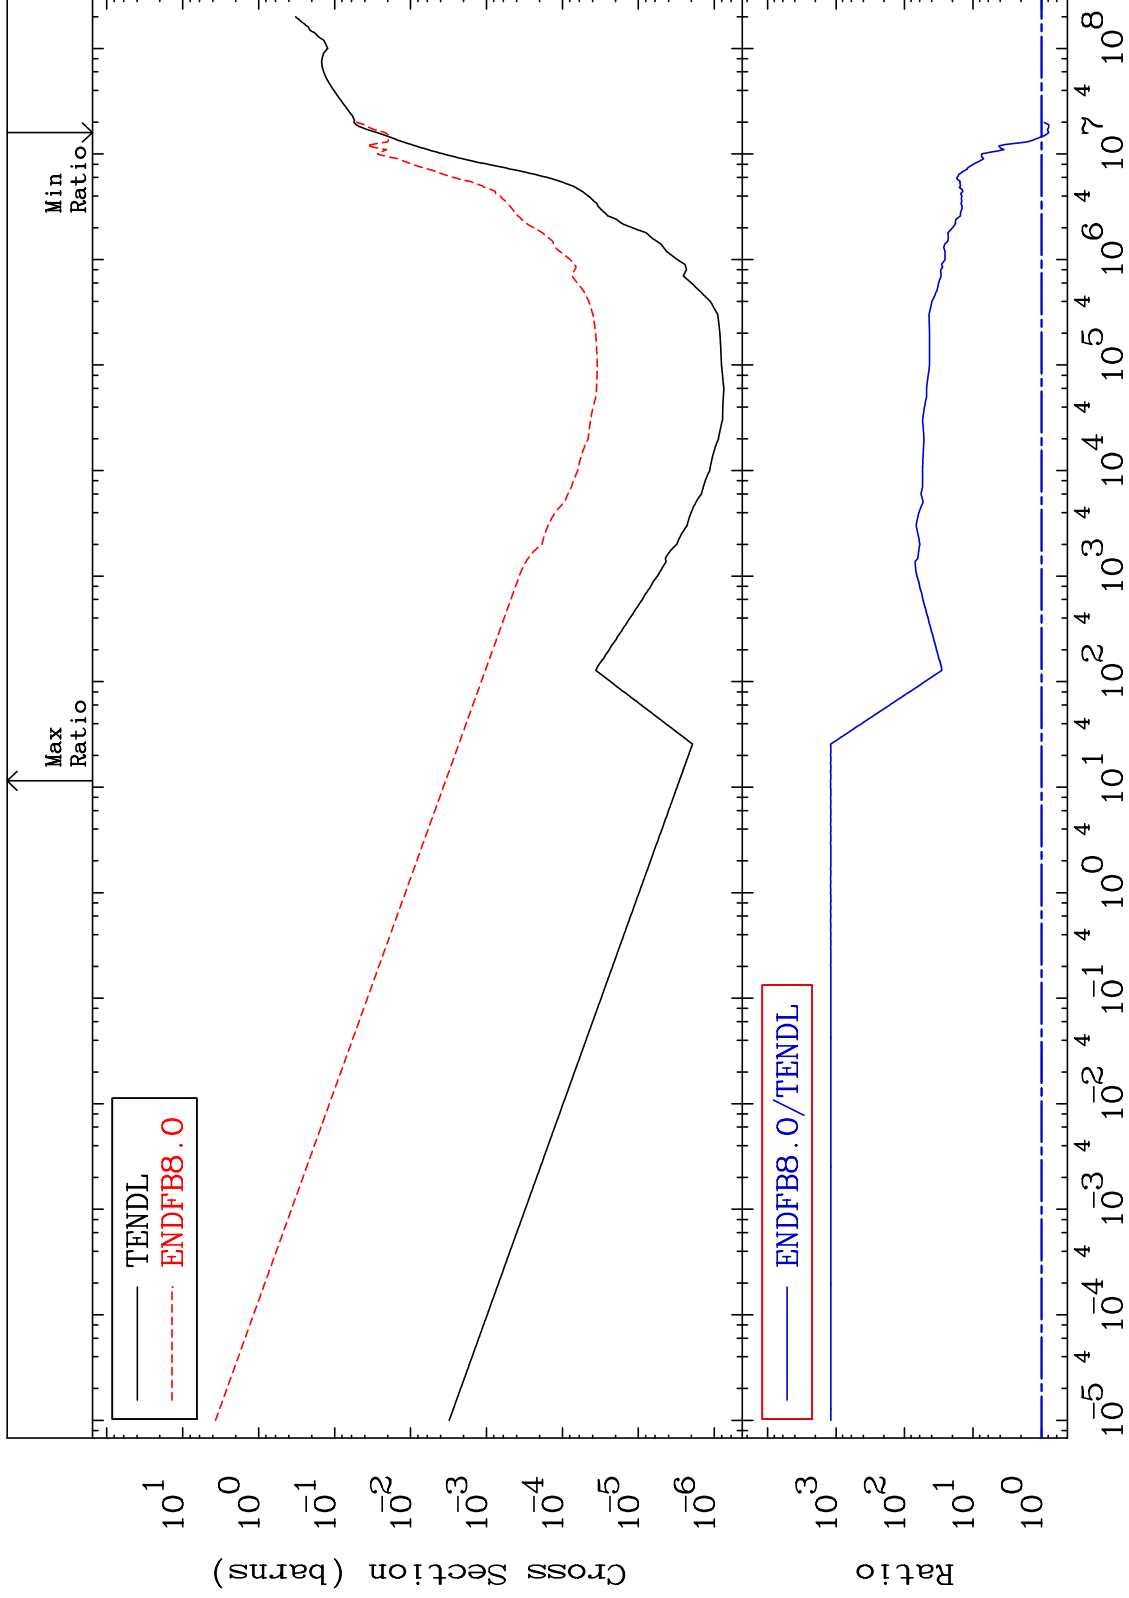 Max
Ratio
Min
Ratio
TENDL
ENDFB8.0
10^1
10^0
10^-1
10^-2
10^-3
10^-4
10^-5
10^-6
Cross Section (barns)
ENDFB8.0/TENDL
10^3
10^2
10^1
10^0
Ratio
10^-5 4 10^-4 4 10^-3 4 10^-2 4 10^-1 4 10^0 4 10^1 4 10^2 4 10^3 4 10^4 4 10^5 4 10^6 4 10^7 4 10^8